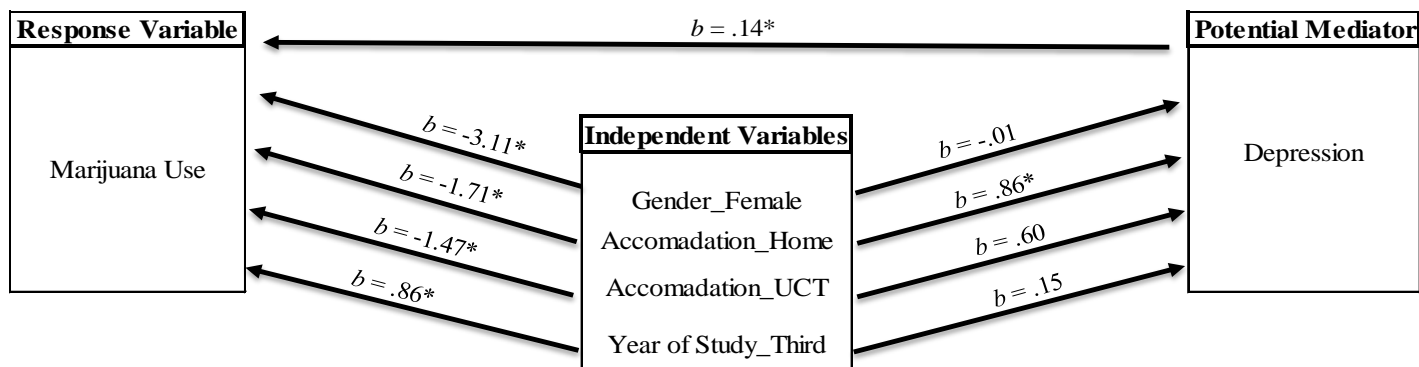 Response Variable
b = .14*
Potential Mediator
Marijuana Use
b = -3.11*
b = -1.71*
b = -1.47*
b = .86*
Independent Variables
Gender_Female
Accomadation_Home
Accomadation_UCT
Year of Study_Third
b = -.01
b = .86*
b = .60
b = .15
Depression